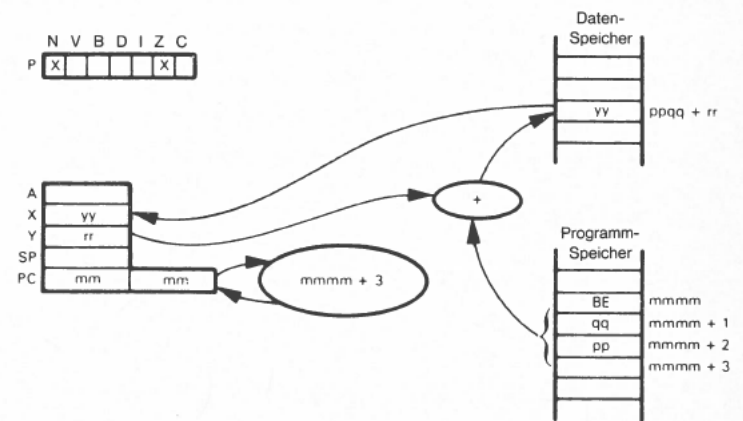 N V B D I Z C
P X X
Daten-
Speicher
yy ppqq + rr
A
X yy
Y rr
SP
PC mm mm
mmmm + 3
+
Programm-
Speicher
BE mmmm
qq mmmm + 1
pp mmmm + 2
mmmm + 3